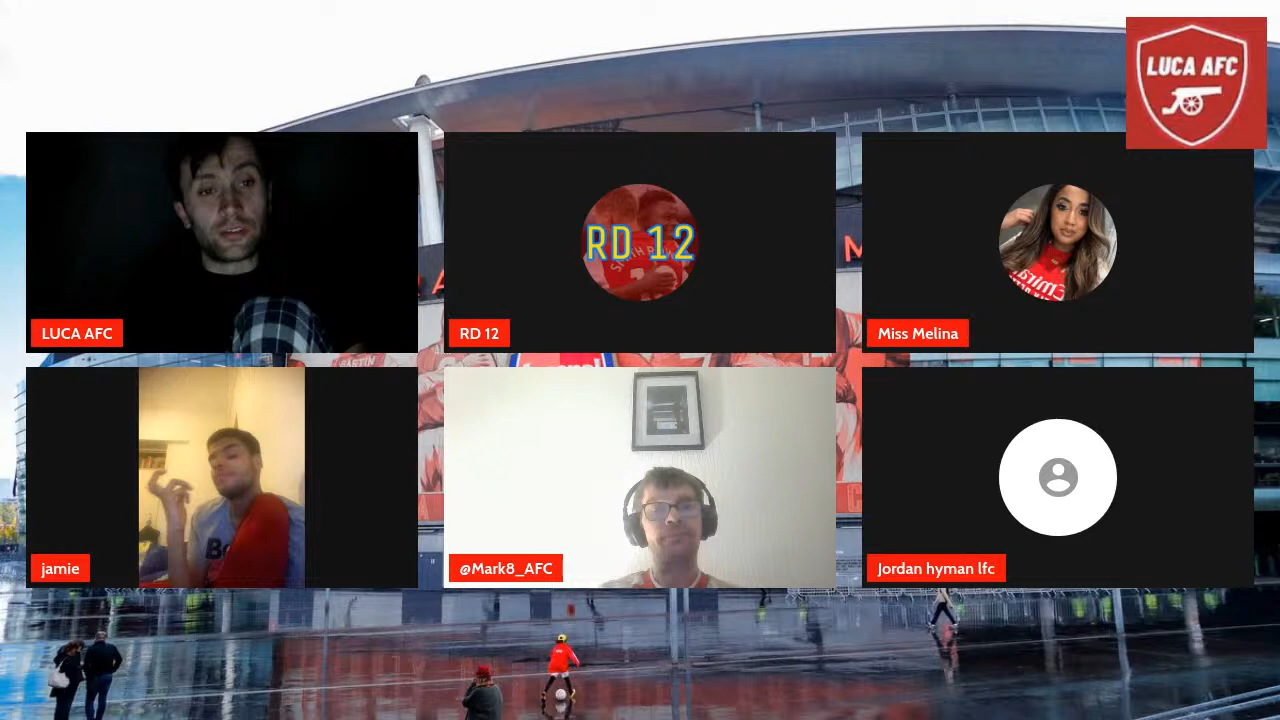 LUCA AFC
LUCA AFC
RD 12
RD 12
Miss Melina
jamie
@Mark8_AFC
Jordan hyman lfc